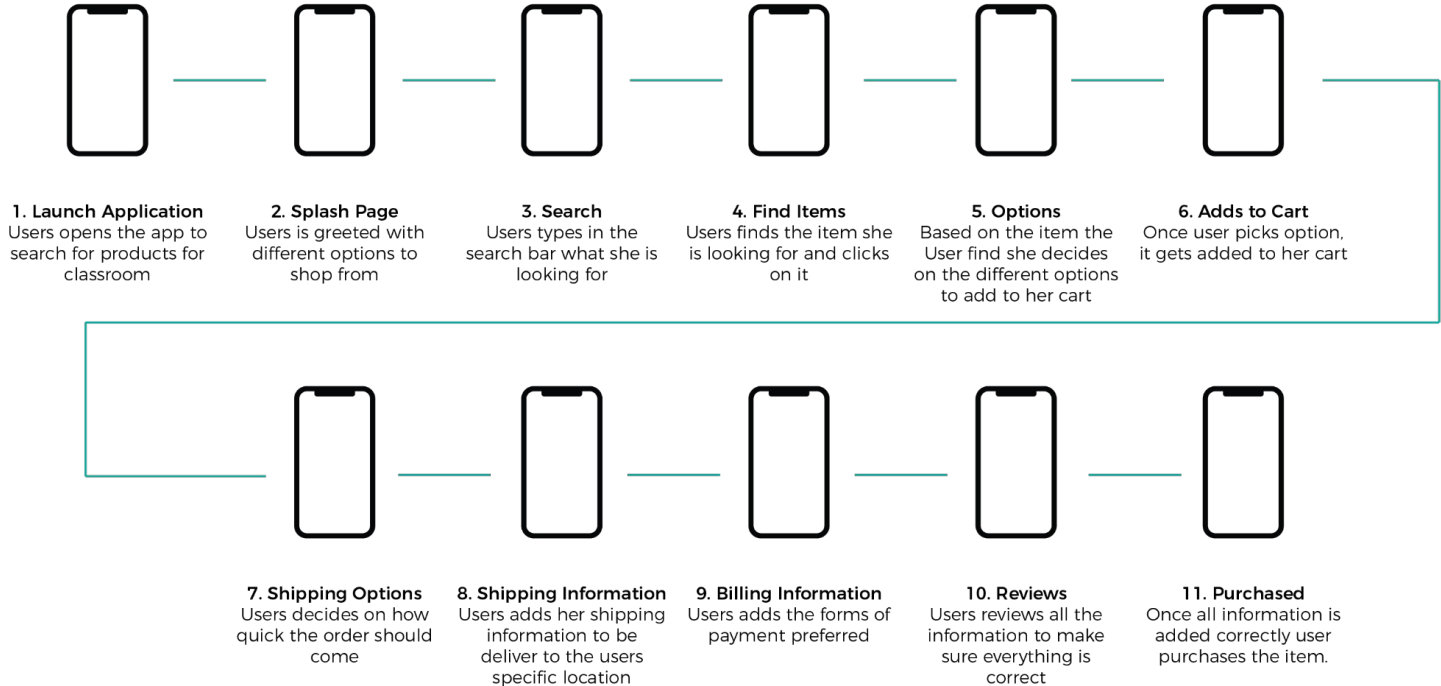 1. Launch Application
Users opens the app to
search for products for
classroom
2. Splash Page
Users is greeted with
different options to
shop from
3. Search
Users types in the
search bar what she is
looking for
4. Find Items
Users finds the item she
is looking for and clicks
on it
5. Options
Based on the item the
User find she decides
on the different options
to add to her cart
6. Adds to Cart
Once user picks option,
it gets added to her cart
7. Shipping Options
Users decides on how
quick the order should
come
8. Shipping Information
Users adds her shipping
information to be
deliver to the users
specific location
9. Billing Information
Users adds the forms of
payment preferred
10. Reviews
Users reviews all the
information to make
sure everything is
correct
11. Purchased
Once all information is
added correctly user
purchases the item.